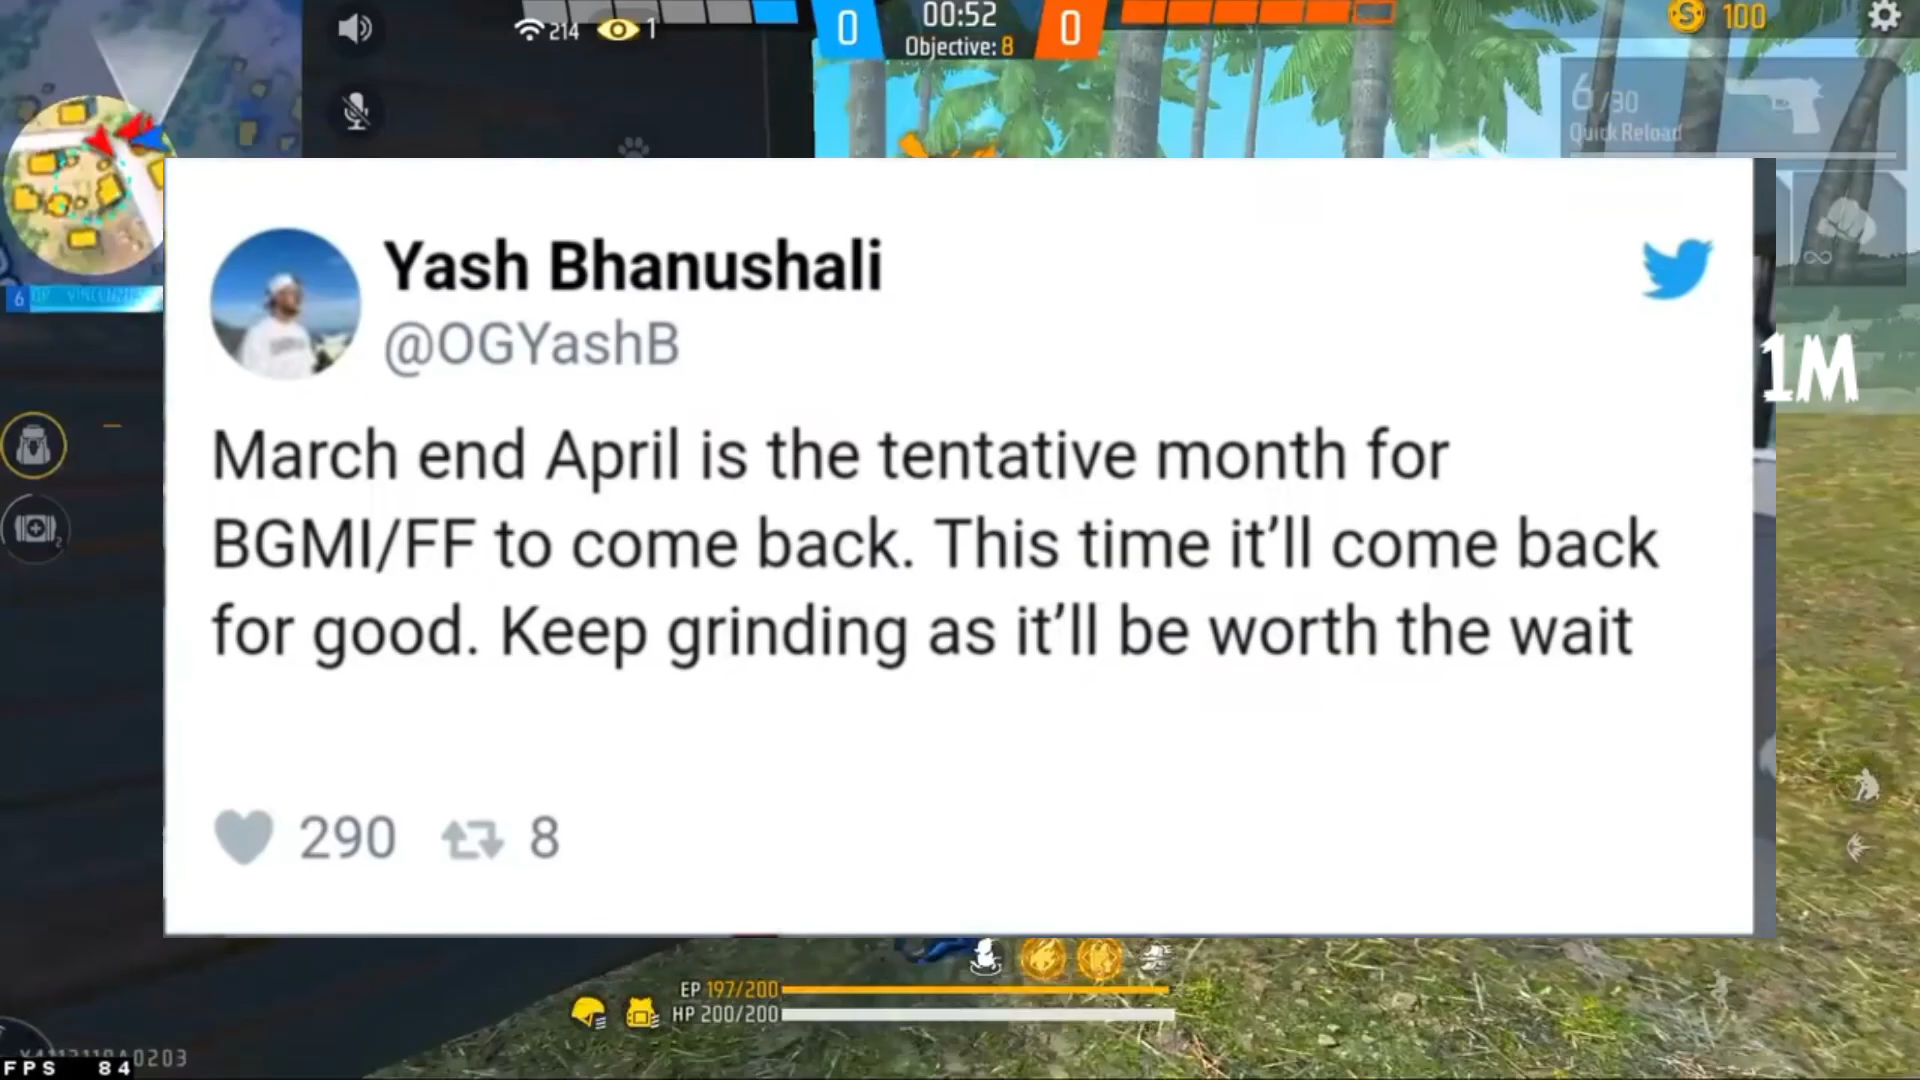 214
1
0
00:52
0
100
Objective: 8
6/30
Quick Reload
6
Yash Bhanushali
@OGYashB
1M
March end April is the tentative month for
BGMI/FF to come back. This time it’ll come back
for good. Keep grinding as it’ll be worth the wait
2
290
8
EP 197/200
HP 200/200
FPS 84